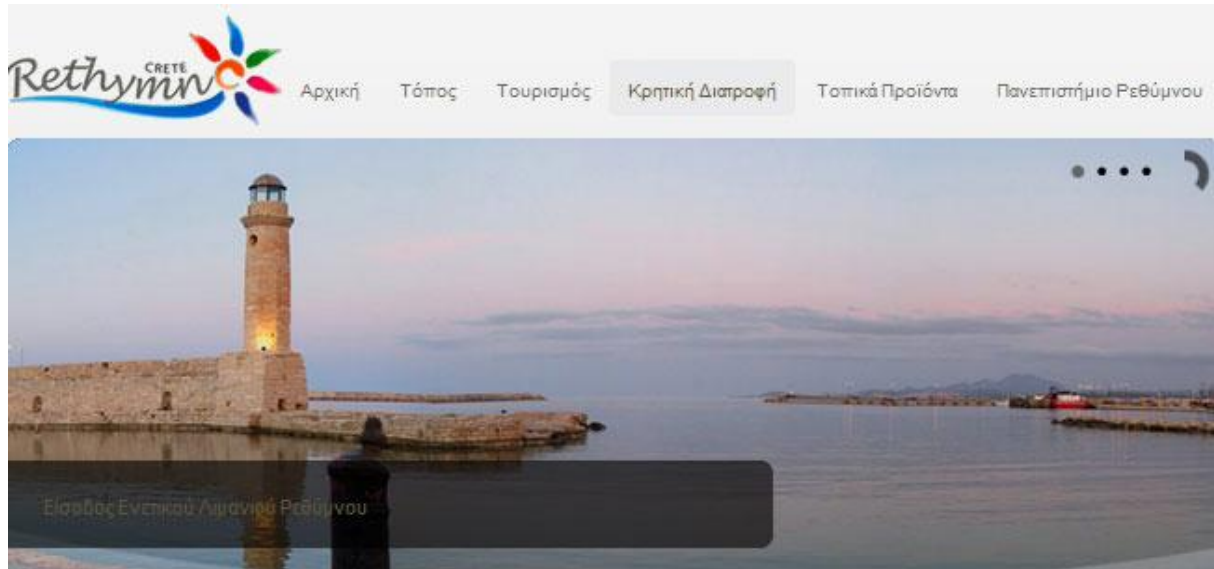 CRETE
Rethymno
Αρχική Τόπος Τουρισμός Κρητική Διατροφή Τοπικά Προϊόντα Πανεπιστήμιο Ρεθύμνου
Είσοδος Ενετικού Λιμανιού Ρεθύμνου